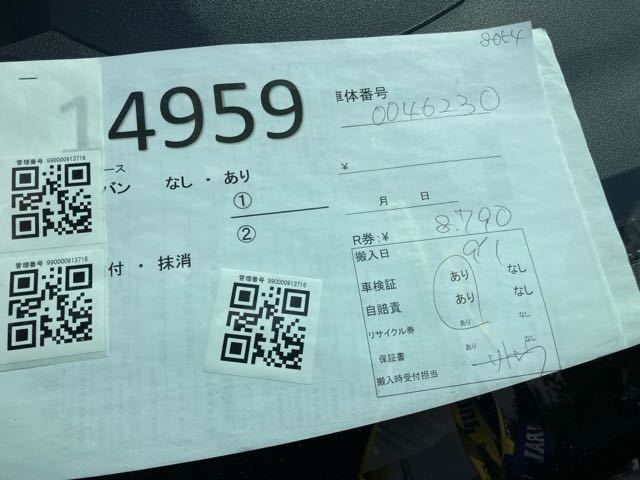 8054
14959
車体番号 0046230
管理番号 990000913716
ース
バン なし ・ あり
①
②
¥
月 日
付 ・ 抹消
R券:¥ 8.790
管理番号 990000913716
管理番号 990000913716
搬入日 9/1
車検証 あり なし
自賠責 あり なし
リサイクル券 あり なし
保証書 あり なし
搬入時受付担当